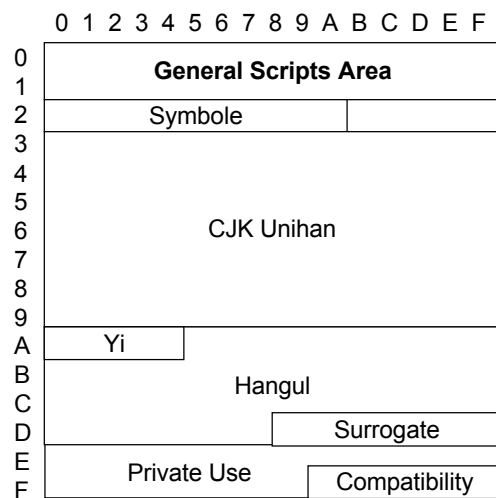 0 1 2 3 4 5 6 7 8 9 A B C D E F
0
General Scripts Area
1
2 Symbole
3
4
5
6 CJK Unihan
7
8
9
A Yi
B
Hangul
C
D Surrogate
E
Private Use
F Compatibility